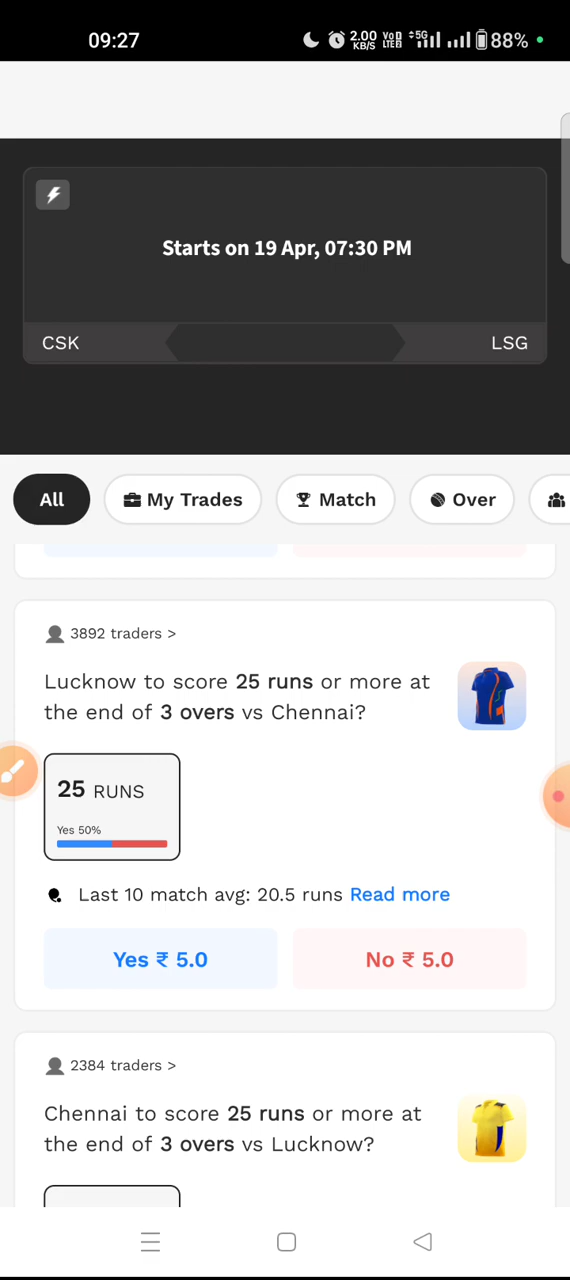 09:27
2.00
KB/S
VoD
LTE2
5G
88%
Starts on 19 Apr, 07:30 PM
CSK
LSG
All
My Trades
Match
Over
3892 traders >
Lucknow to score 25 runs or more at
the end of 3 overs vs Chennai?
25 RUNS
Yes 50%
Last 10 match avg: 20.5 runs Read more
Yes ₹ 5.0
No ₹ 5.0
2384 traders >
Chennai to score 25 runs or more at
the end of 3 overs vs Lucknow?